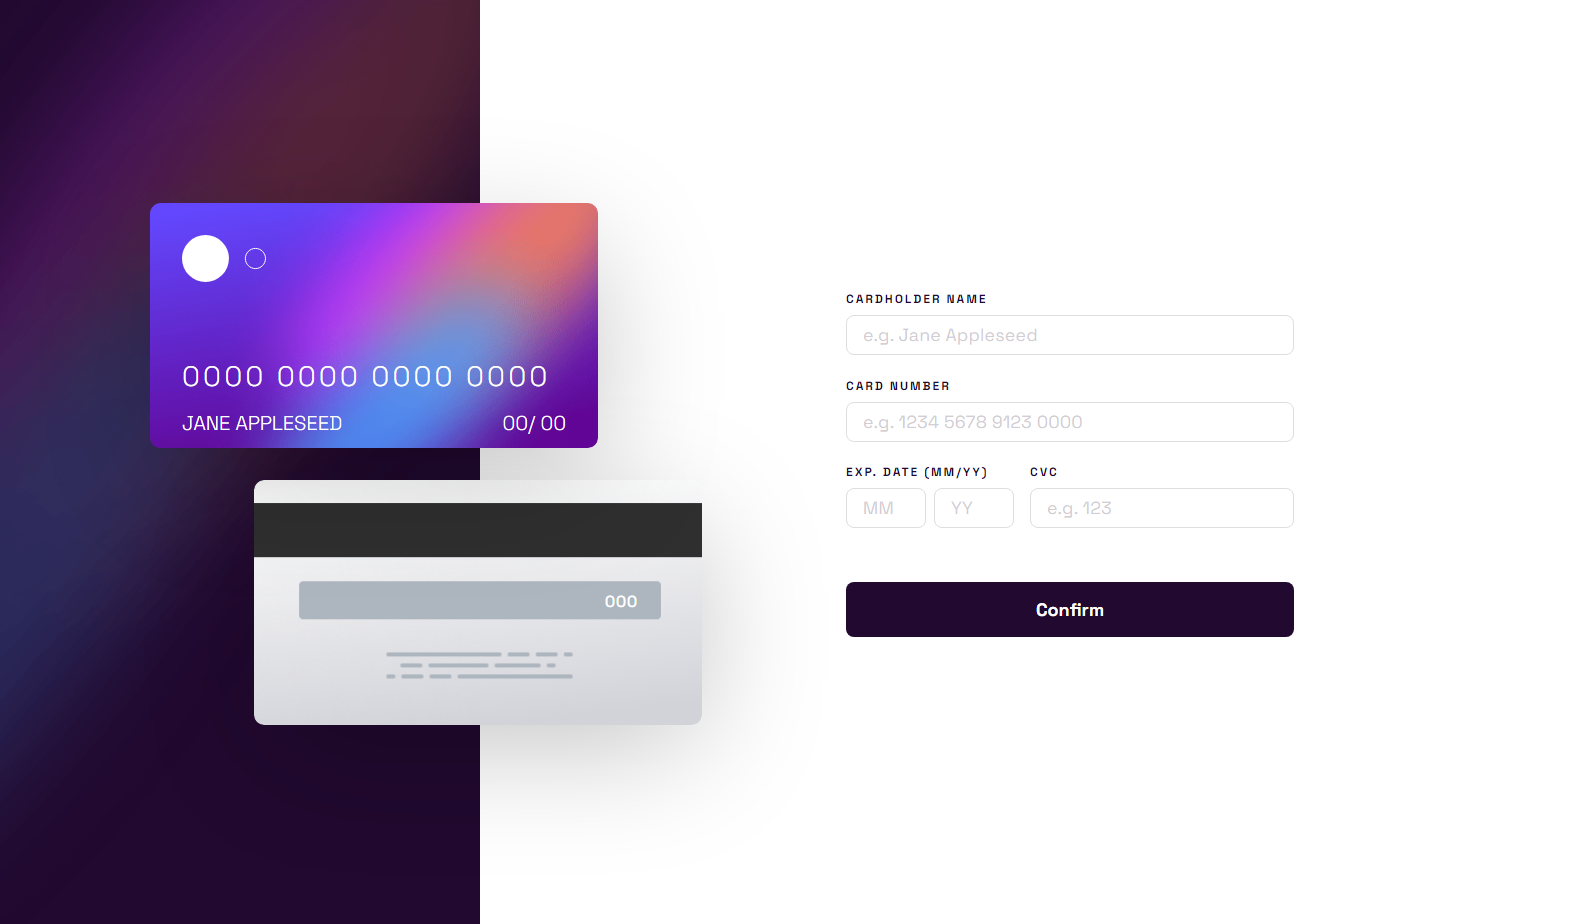 0000 0000 0000 0000
JANE APPLESEED 00/ 00
000
CARDHOLDER NAME
e.g. Jane Appleseed
CARD NUMBER
e.g. 1234 5678 9123 0000
EXP. DATE (MM/YY) CVC
MM YY e.g. 123
Confirm